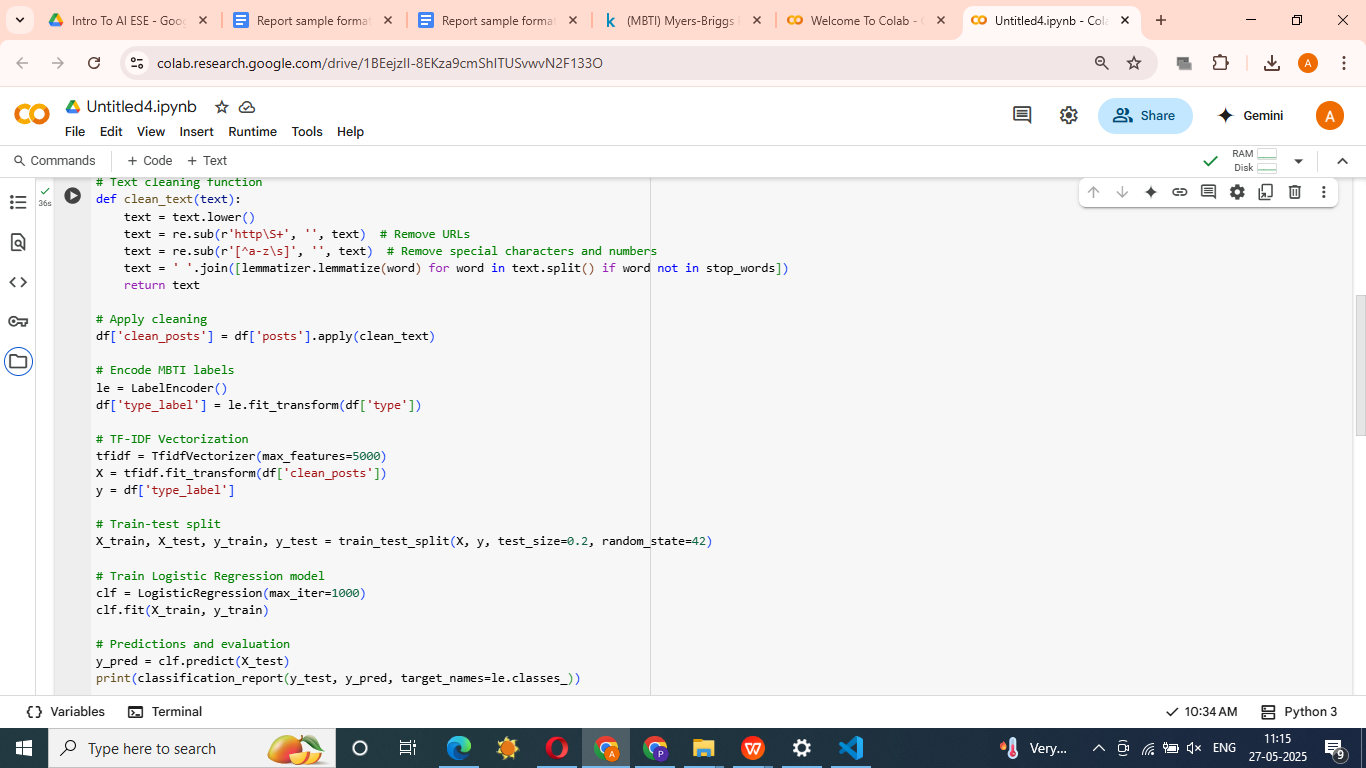 Intro To AI ESE - Goog
Report sample forma
Report sample forma
(MBTI) Myers-Briggs
Welcome To Colab -
Untitled4.ipynb - Cola
colab.research.google.com/drive/1BEejzIl-8EKza9cmShITUSvwvN2F133O
A
Untitled4.ipynb
File Edit View Insert Runtime Tools Help
Share
Gemini
A
Commands + Code + Text
RAM
Disk
36s
# Text cleaning function
def clean_text(text):
    text = text.lower()
    text = re.sub(r'http\S+', '', text)  # Remove URLs
    text = re.sub(r'[^a-z\s]', '', text)  # Remove special characters and numbers
    text = ' '.join([lemmatizer.lemmatize(word) for word in text.split() if word not in stop_words])
    return text
# Apply cleaning
df['clean_posts'] = df['posts'].apply(clean_text)
# Encode MBTI labels
le = LabelEncoder()
df['type_label'] = le.fit_transform(df['type'])
# TF-IDF Vectorization
tfidf = TfidfVectorizer(max_features=5000)
X = tfidf.fit_transform(df['clean_posts'])
y = df['type_label']
# Train-test split
X_train, X_test, y_train, y_test = train_test_split(X, y, test_size=0.2, random_state=42)
# Train Logistic Regression model
clf = LogisticRegression(max_iter=1000)
clf.fit(X_train, y_train)
# Predictions and evaluation
y_pred = clf.predict(X_test)
print(classification_report(y_test, y_pred, target_names=le.classes_))
Variables Terminal
10:34 AM Python 3
Type here to search
Very...
ENG
11:15
27-05-2025
9